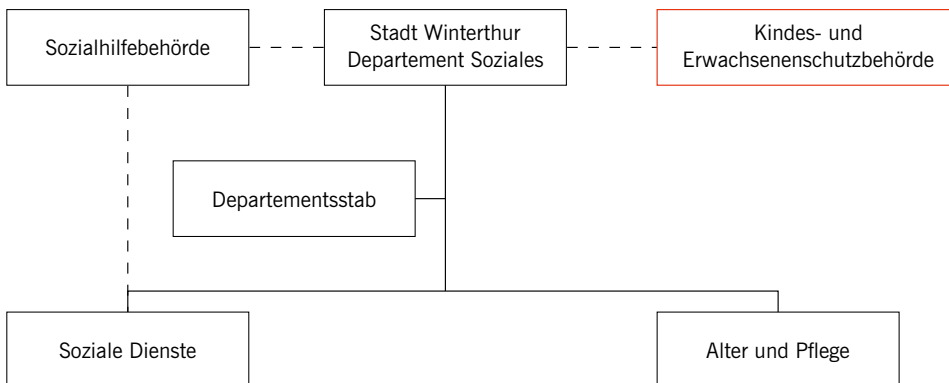 Sozialhilfebehörde
Stadt Winterthur
Departement Soziales
Kindes- und
Erwachsenenschutzbehörde
Departementsstab
Soziale Dienste
Alter und Pflege